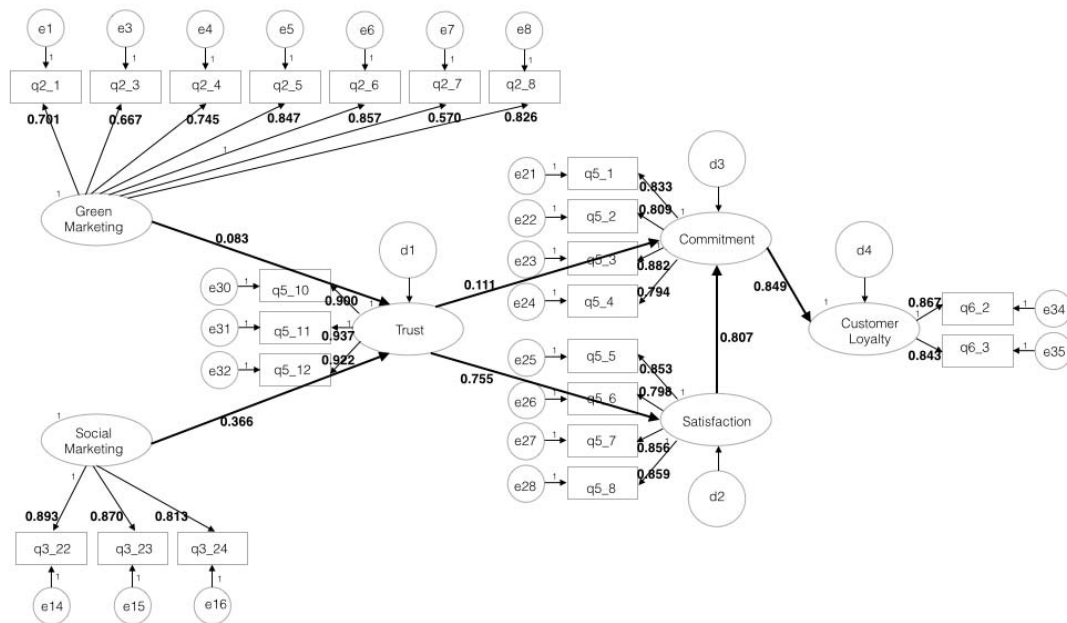 e1 e3 e4 e5 e6 e7 e8
1 1 1 1 1 1 1
q2_1 q2_3 q2_4 q2_5 q2_6 q2_7 q2_8
0.701 0.667 0.745 0.847 0.857 0.570 0.826
1
1
Green
Marketing
0.083
d1
e30 1 q5_10
0.900
1
e31 1 q5_11
1
0.937
e32 1 q5_12
0.922
Trust
0.366
1
Social
Marketing
1
0.893 0.870 0.813
q3_22 q3_23 q3_24
1 1 1
e14 e15 e16
0.111
0.755
d3
e21 1 q5_1
0.833
e22 1 q5_2
0.809
1
e23 1 q5_3
0.882
1
e24 1 q5_4
0.794
Commitment
0.807
e25 1 q5_5
0.853
e26 1 q5_6
0.798
1
e27 1 q5_7
0.856
1
e28 1 q5_8
0.859
Satisfaction
d2
0.849
d4
1
Customer
Loyalty
1
0.867
q6_2 1 e34
0.843
q6_3 1 e35